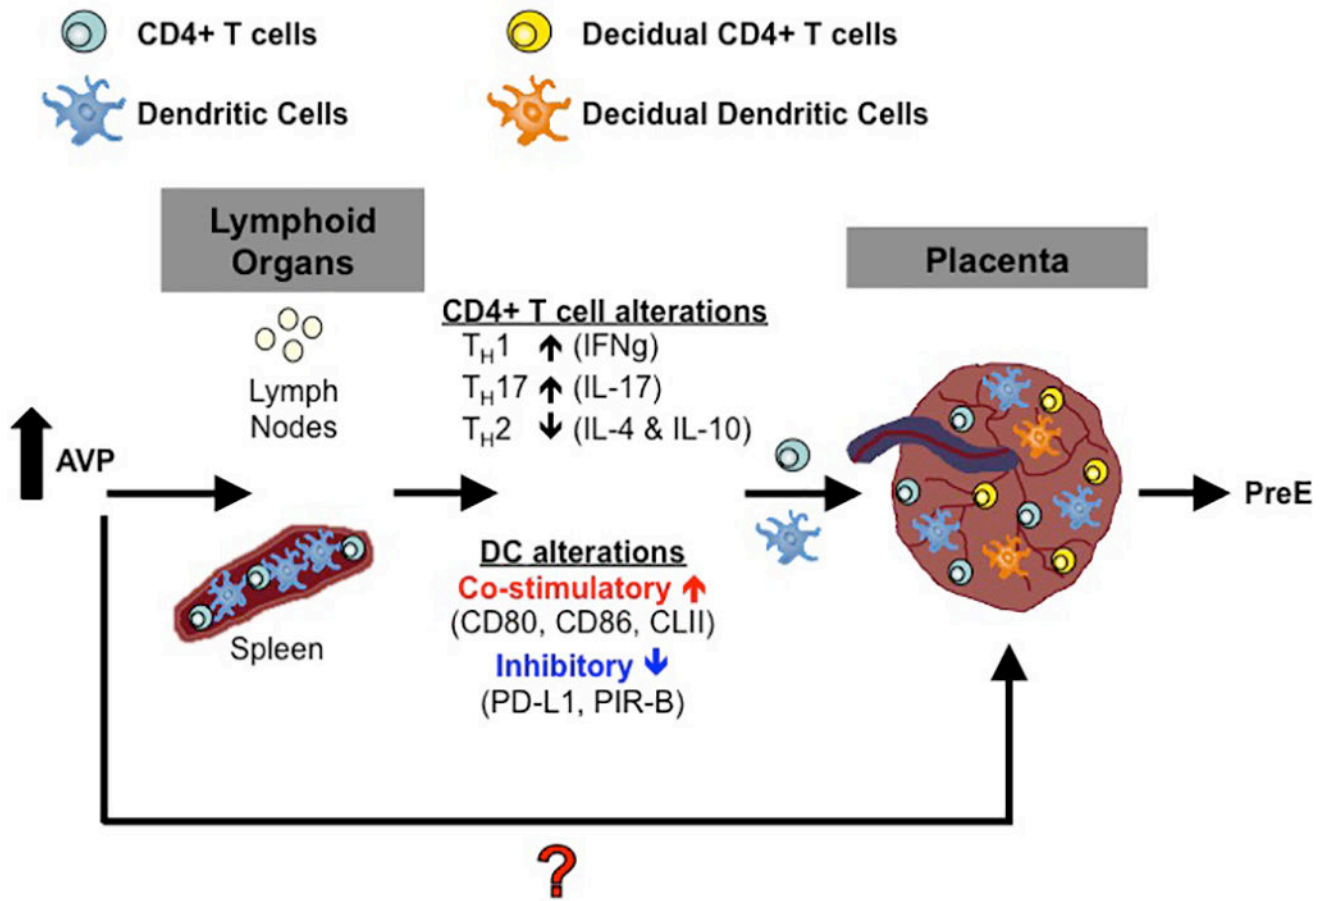 CD4+ T cells
Decidual CD4+ T cells
Dendritic Cells
Decidual Dendritic Cells
Lymphoid
Organs
Placenta
CD4+ T cell alterations
TH1 ↑ (IFNg)
TH17 ↑ (IL-17)
TH2 ↓ (IL-4 & IL-10)
Lymph
Nodes
AVP
PreE
DC alterations
Co-stimulatory ↑
(CD80, CD86, CLII)
Inhibitory ↓
(PD-L1, PIR-B)
Spleen
?